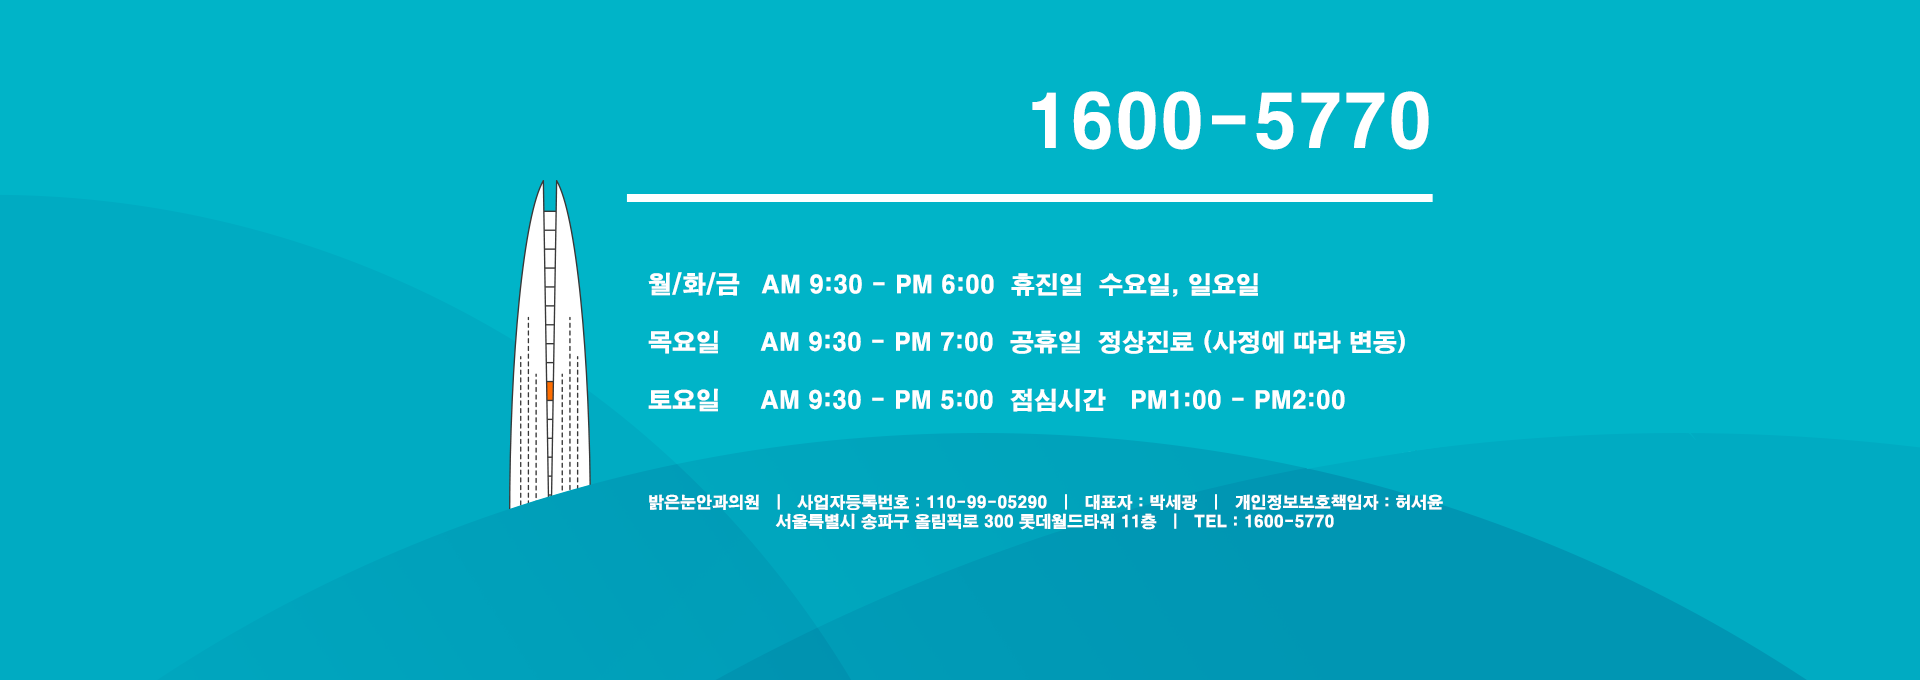 1600-5770
월/화/금 AM 9:30 - PM 6:00 휴진일 수요일, 일요일
목요일 AM 9:30 - PM 7:00 공휴일 정상진료 (사정에 따라 변동)
토요일 AM 9:30 - PM 5:00 점심시간 PM1:00 - PM2:00
밝은눈안과의원 | 사업자등록번호 : 110-99-05290 | 대표자 : 박세광 | 개인정보보호책임자 : 허서윤
서울특별시 송파구 올림픽로 300 롯데월드타워 11층 | TEL : 1600-5770